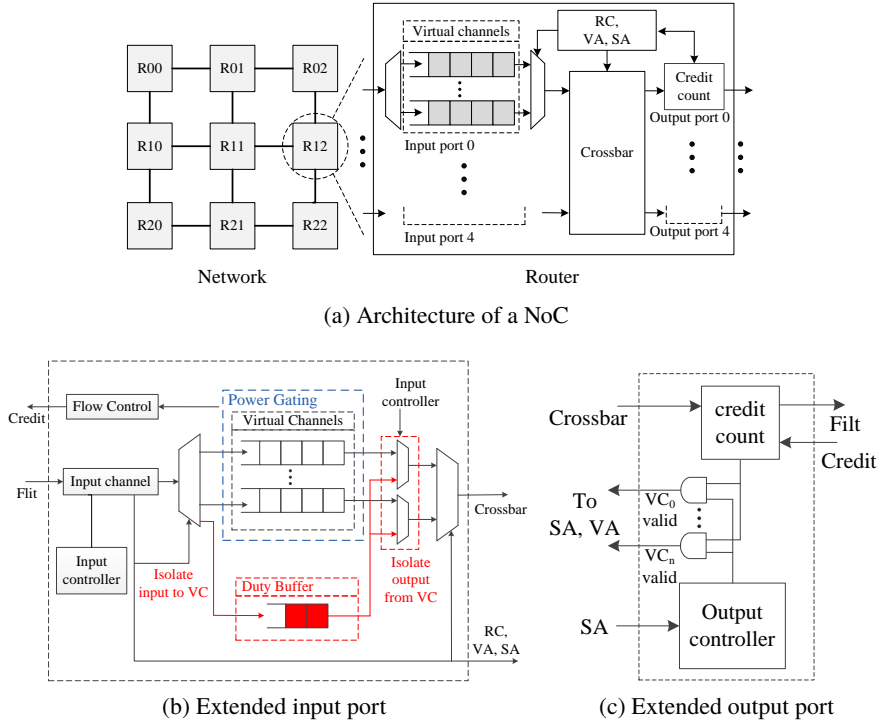 R00
R01
R02
R10
R11
R12
R20
R21
R22
Network
Virtual channels
Input port 0
Input port 4
RC,
VA, SA
Crossbar
Credit
count
Output port 0
Output port 4
Router
(a) Architecture of a NoC
Credit
Flow Control
Power Gating
Virtual Channels
Input
controller
Flit
Input channel
Crossbar
Input
controller
Isolate
input to VC
Duty Buffer
Isolate
output
from VC
RC,
VA, SA
(b) Extended input port
Crossbar
credit
count
Filt
Credit
To
SA, VA
VC0
valid
VCn
valid
SA
Output
controller
(c) Extended output port